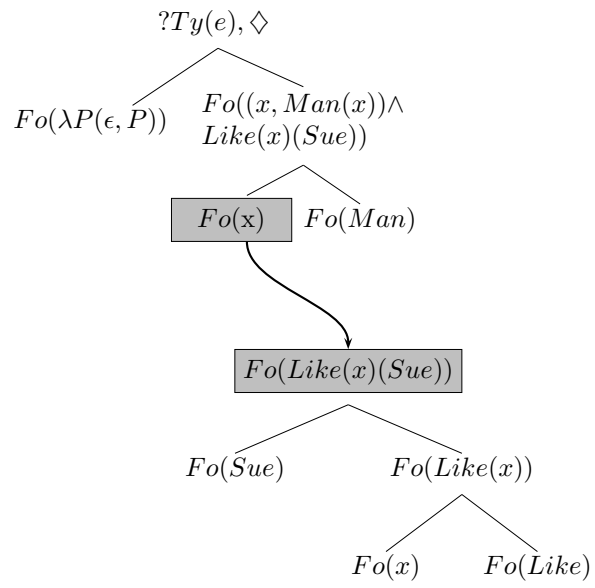 ?Ty(e), ♢
Fo(λP(ϵ, P))
Fo((x, Man(x))∧
Like(x)(Sue))
Fo(x)
Fo(Man)
Fo(Like(x)(Sue))
Fo(Sue)
Fo(Like(x))
Fo(x)
Fo(Like)